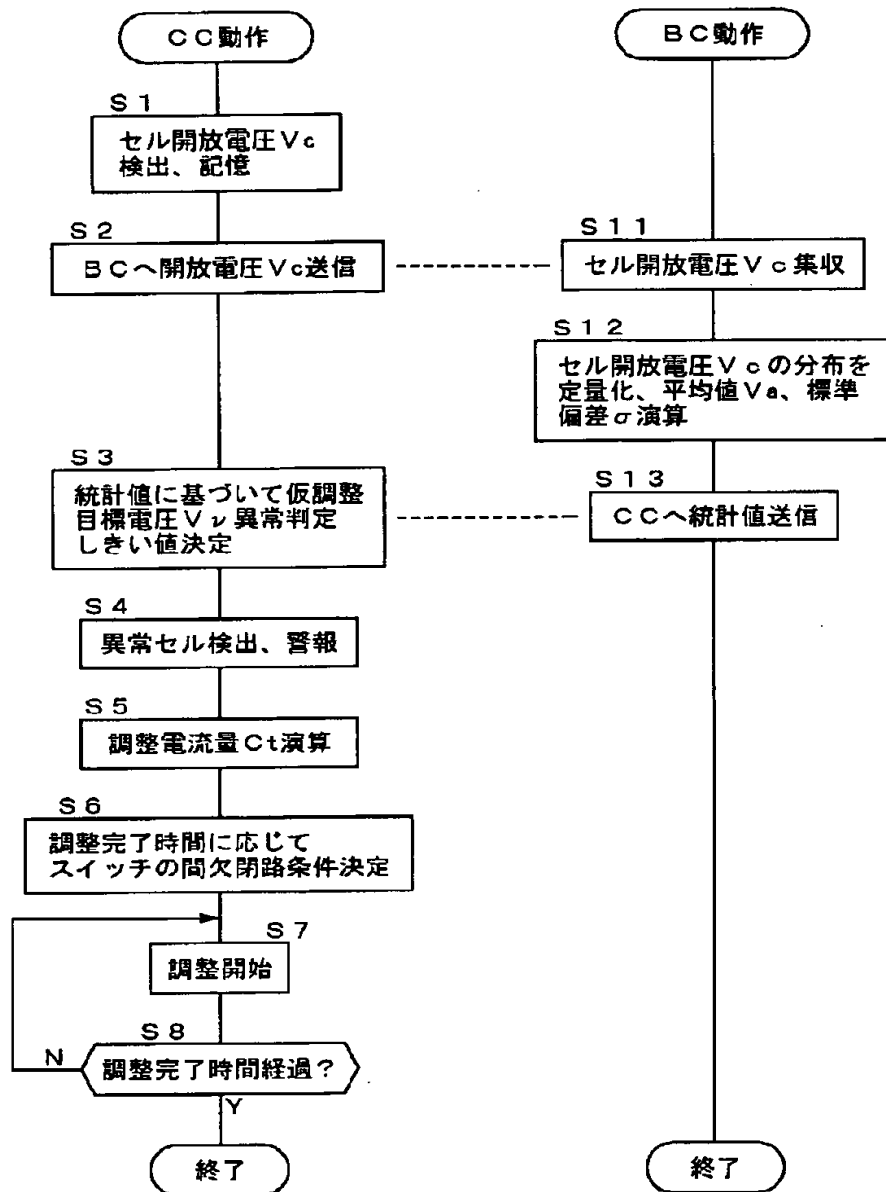 CC動作
S1
セル開放電圧Vc
検出、記憶
S2
BCへ開放電圧Vc送信
S3
統計値に基づいて仮調整
目標電圧Vν異常判定
しきい値決定
S4
異常セル検出、警報
S5
調整電流量Ct演算
S6
調整完了時間に応じて
スイッチの間欠閉路条件決定
S7
調整開始
S8
調整完了時間経過?
N
Y
終了
BC動作
S11
セル開放電圧Vc集収
S12
セル開放電圧Vcの分布を
定量化、平均値Va、標準
偏差σ演算
S13
CCへ統計値送信
終了